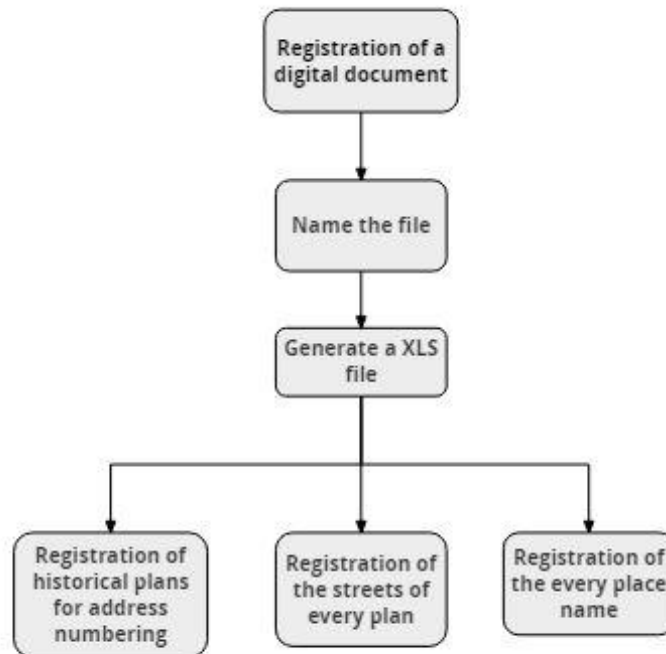 Registration of a
digital document
Name the file
Generate a XLS
file
Registration of
historical plans
for address
numbering
Registration of
the streets of
every plan
Registration of
the every place
name